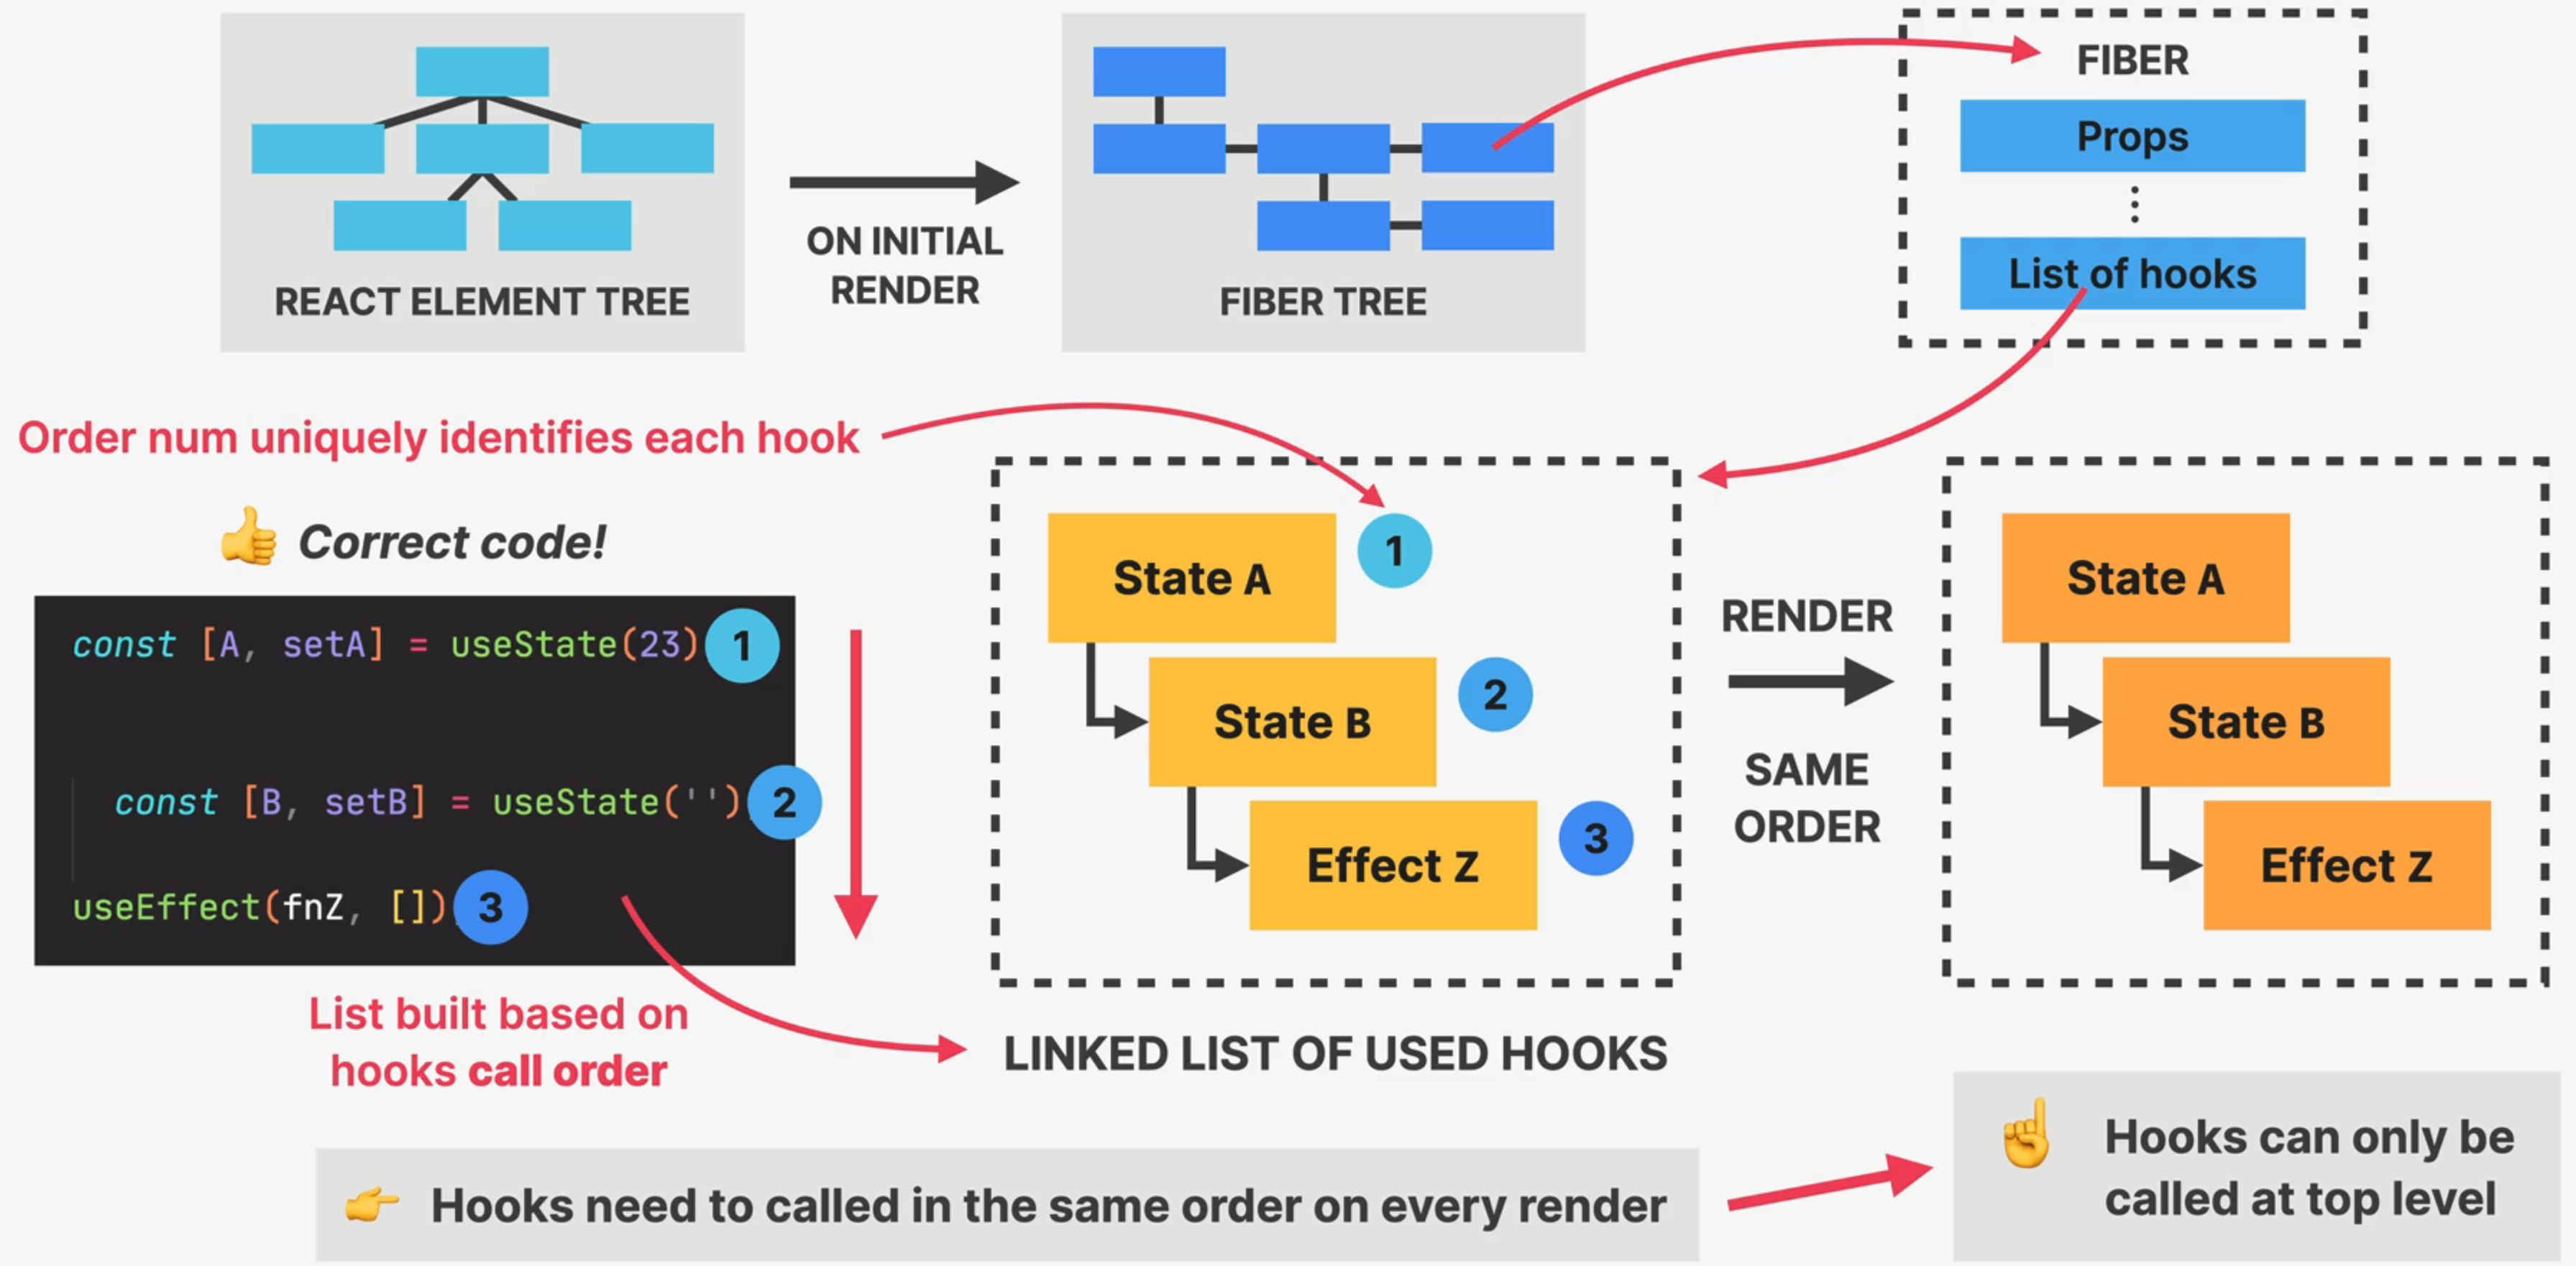 REACT ELEMENT TREE
ON INITIAL
RENDER
FIBER TREE
FIBER
Props
List of hooks
Order num uniquely identifies each hook
👍 Correct code!
const [A, setA] = useState(23) 1
const [B, setB] = useState('') 2
useEffect(fnZ, []) 3
List built based on
hooks call order
State A 1
State B 2
Effect Z 3
LINKED LIST OF USED HOOKS
RENDER
SAME
ORDER
State A
State B
Effect Z
👉 Hooks need to called in the same order on every render
☝️ Hooks can only be
called at top level